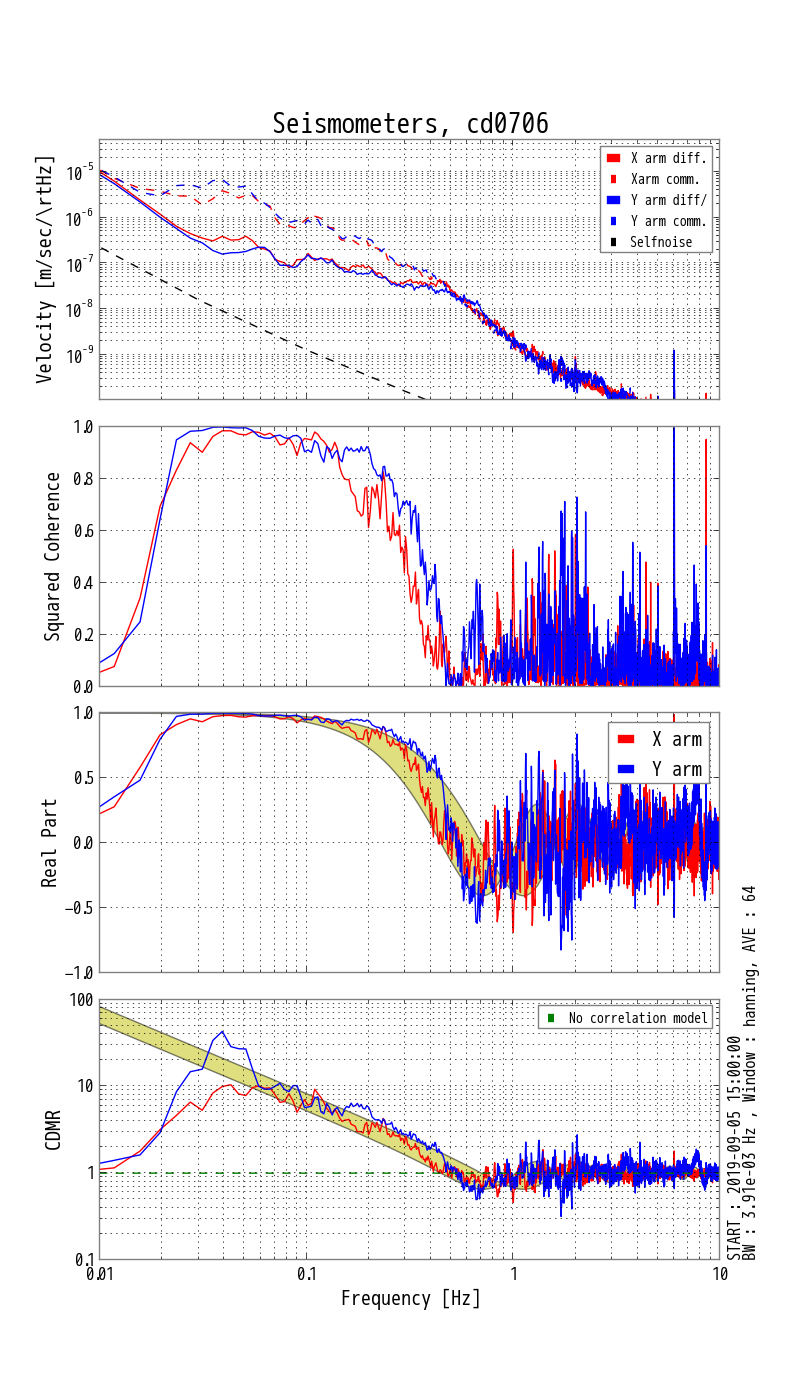 Seismometers, cd0706
Velocity [m/sec/\rtHz]
10^-5
10^-6
10^-7
10^-8
10^-9
X arm diff.
Xarm comm.
Y arm diff/
Y arm comm.
Selfnoise
Squared Coherence
1.0
0.8
0.6
0.4
0.2
0.0
Real Part
1.0
0.5
0.0
−0.5
−1.0
X arm
Y arm
CDMR
100
10
1
0.1
No correlation model
0.01
0.1
1
10
Frequency [Hz]
START : 2019-09-05 15:00:00
BW : 3.91e-03 Hz , Window : hanning, AVE : 64